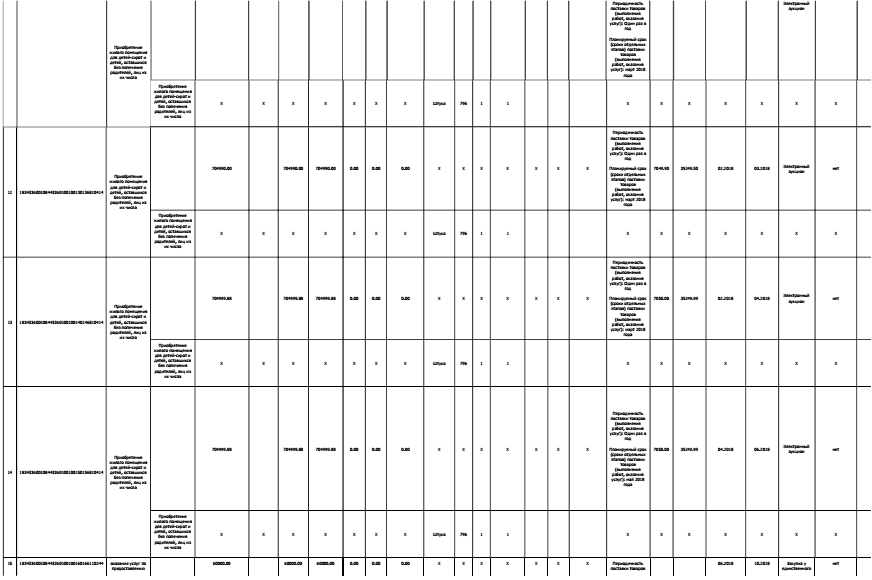 Периодичность
поставки товаров
(выполнения
работ, оказания
услуг): Один раз в
год
Электронный
аукцион
Планируемый срок
(сроки отдельных
этапов) поставки
товаров
(выполнения
работ, оказания
услуг): март 2018
года
Приобретение
жилого помещения
для детей-сирот и
детей, оставшихся
без попечения
родителей, лиц из
их числа
Приобретение
жилого помещения
для детей-сирот и
детей, оставшихся
без попечения
родителей, лиц из
их числа
X X X X X X X Штука 796 1 1 X X X X X X X
12
Приобретение
жилого помещения
для детей-сирот и
детей, оставшихся
без попечения
родителей, лиц из
их числа
704990.00 704990.00 704990.00 0.00 0.00 0.00 X X X X X X X
Периодичность
поставки товаров
(выполнения
работ, оказания
услуг): Один раз в
год
Планируемый срок
(сроки отдельных
этапов) поставки
товаров
(выполнения
работ, оказания
услуг): март 2018
года
7049.90 35249.50 02.2018 03.2018
Электронный
аукцион
нет
Приобретение
жилого помещения
для детей-сирот и
детей, оставшихся
без попечения
родителей, лиц из
их числа
X X X X X X X Штука 796 1 1 X X X X X X X
13
Приобретение
жилого помещения
для детей-сирот и
детей, оставшихся
без попечения
родителей, лиц из
их числа
704999.88 704999.88 704999.88 0.00 0.00 0.00 X X X X X X X
Периодичность
поставки товаров
(выполнения
работ, оказания
услуг): Один раз в
год
Планируемый срок
(сроки отдельных
этапов) поставки
товаров
(выполнения
работ, оказания
услуг): март 2018
года
7050.00 35249.99 02.2018 04.2018
Электронный
аукцион
нет
Приобретение
жилого помещения
для детей-сирот и
детей, оставшихся
без попечения
родителей, лиц из
их числа
X X X X X X X Штука 796 1 1 X X X X X X X
14
Приобретение
жилого помещения
для детей-сирот и
детей, оставшихся
без попечения
родителей, лиц из
их числа
704999.88 704999.88 704999.88 0.00 0.00 0.00 X X X X X X X
Периодичность
поставки товаров
(выполнения
работ, оказания
услуг): Один раз в
год
Планируемый срок
(сроки отдельных
этапов) поставки
товаров
(выполнения
работ, оказания
услуг): май 2018
года
7050.00 35249.99 04.2018 06.2018
Электронный
аукцион
нет
Приобретение
жилого помещения
для детей-сирот и
детей, оставшихся
без попечения
родителей, лиц из
их числа
X X X X X X X Штука 796 1 1 X X X X X X X
15
оказание услуг по
предоставлению
60000.00 60000.00 60000.00 0.00 0.00 0.00 X X X X X X X
Периодичность
поставки товаров
06.2018 10.2018
Закупка у
единственного
нет